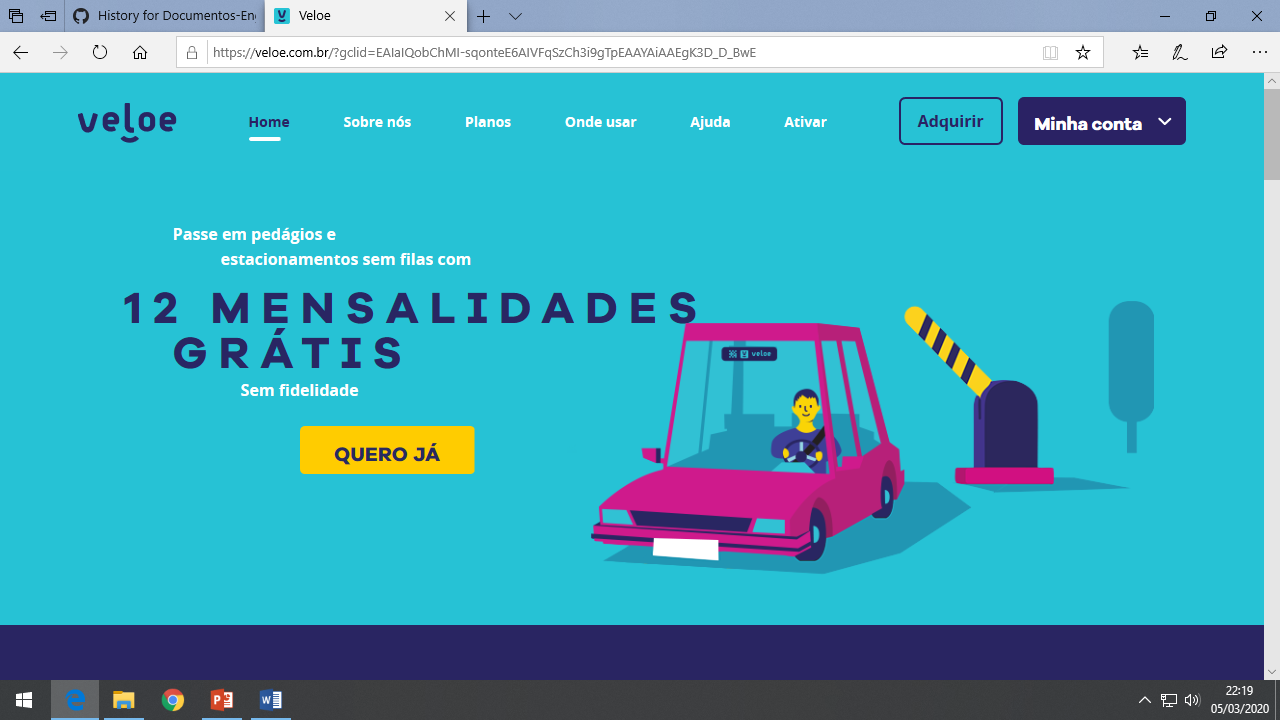 History for Documentos-Eng
Veloe
https://veloe.com.br/?gclid=EAIaIQobChMI-sqonteE6AIVFqSzCh3i9gTpEAAYAiAAEgK3D_D_BwE
veloe
Home
Sobre nós
Planos
Onde usar
Ajuda
Ativar
Adquirir
Minha conta
Passe em pedágios e
estacionamentos sem filas com
12 MENSALIDADES
GRÁTIS
Sem fidelidade
QUERO JÁ
veloe
22:19
05/03/2020